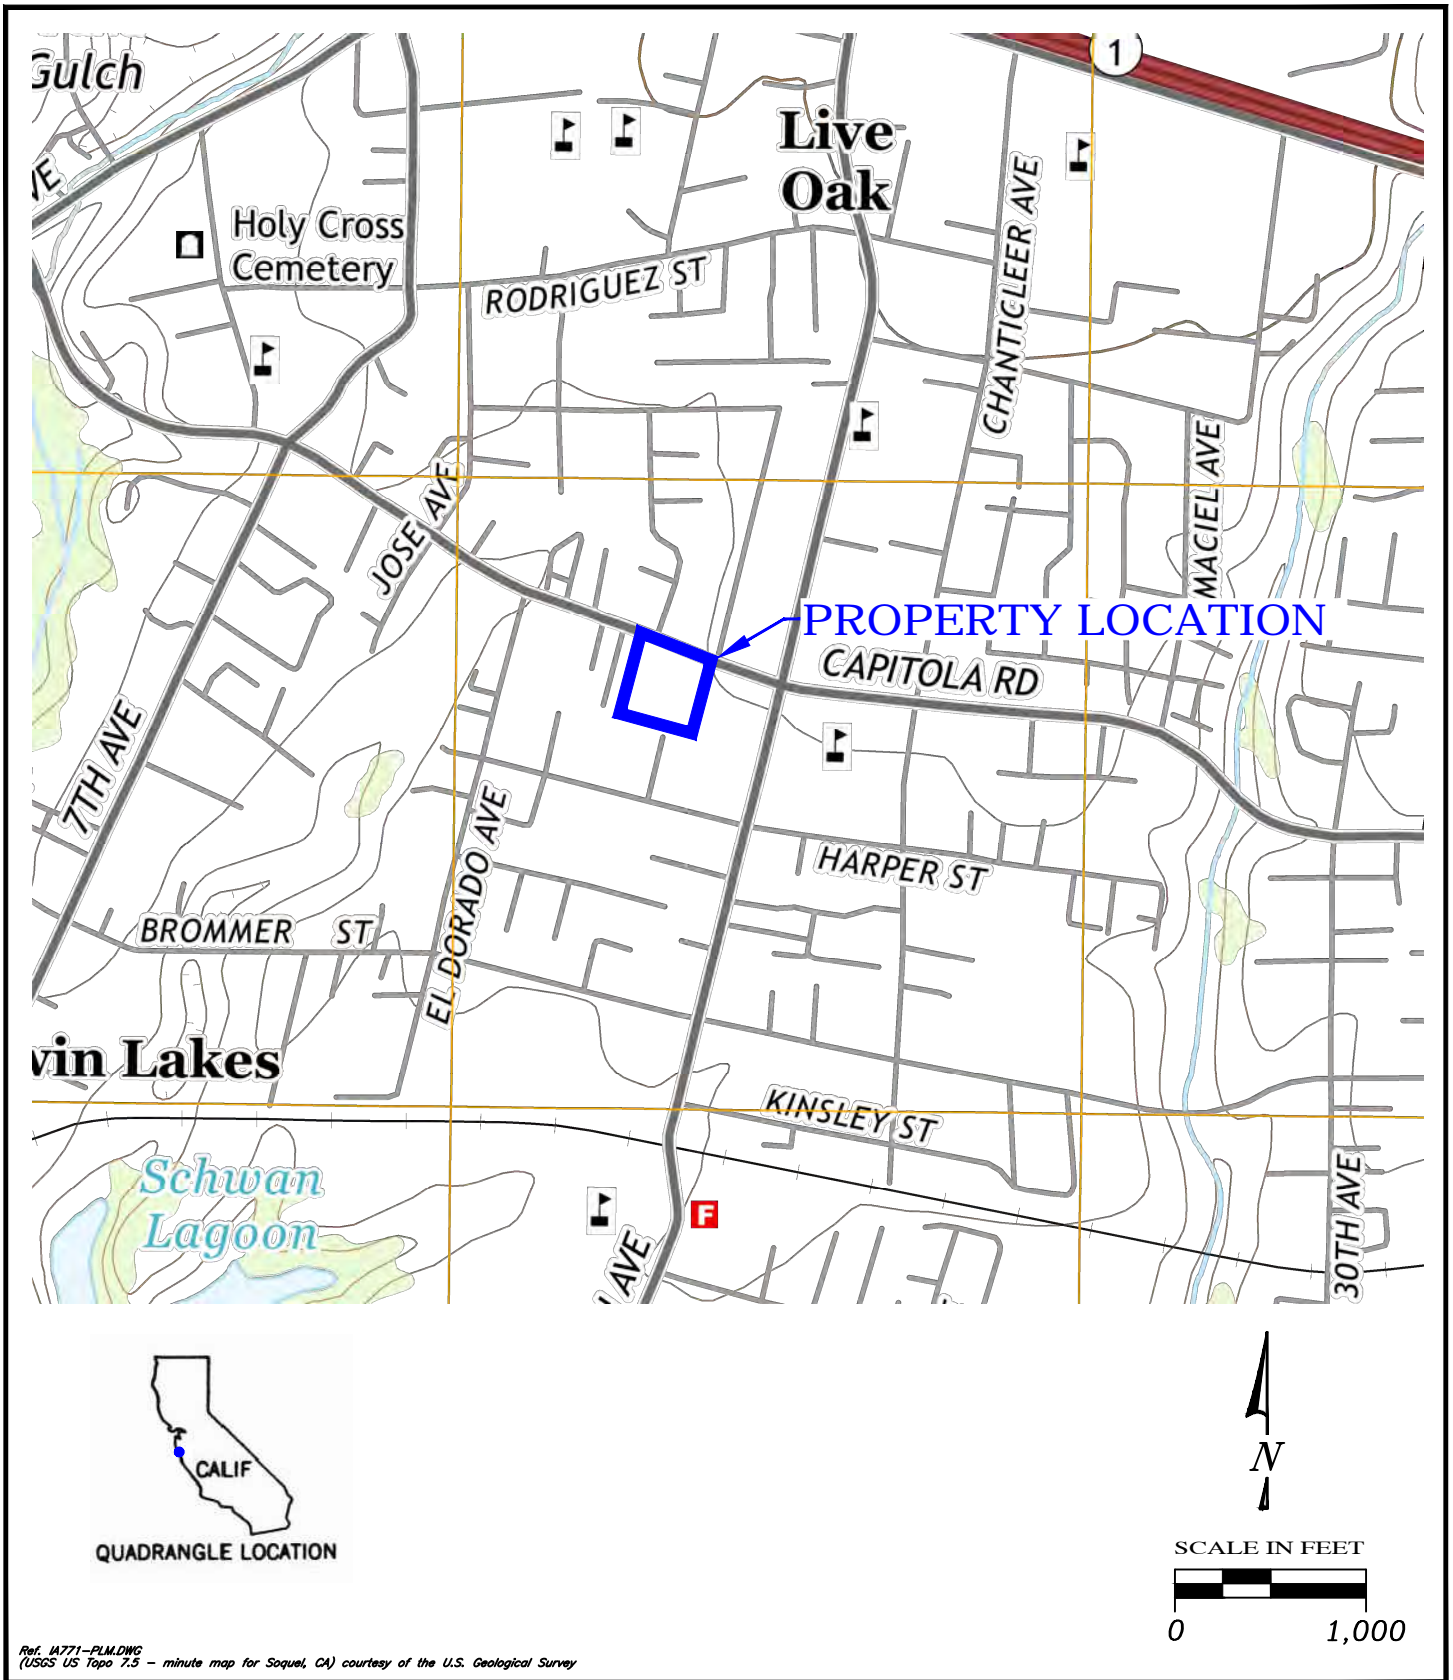 Gulch
1
Live
Oak
VE
Holy Cross
Cemetery
CHANTICLEER AVE
RODRIGUEZ ST
JOSE AVE
MACIEL AVE
PROPERTY LOCATION
CAPITOLA RD
7TH AVE
EL DORADO AVE
HARPER ST
BROMMER ST
vin Lakes
KINSLEY ST
Schwan
Lagoon
F
AVE
30TH AVE
CALIF
QUADRANGLE LOCATION
N
SCALE IN FEET
0 1,000
Ref. IA771-PLM.DWG
(USGS US Topo 7.5 - minute map for Soquel, CA) courtesy of the U.S. Geological Survey